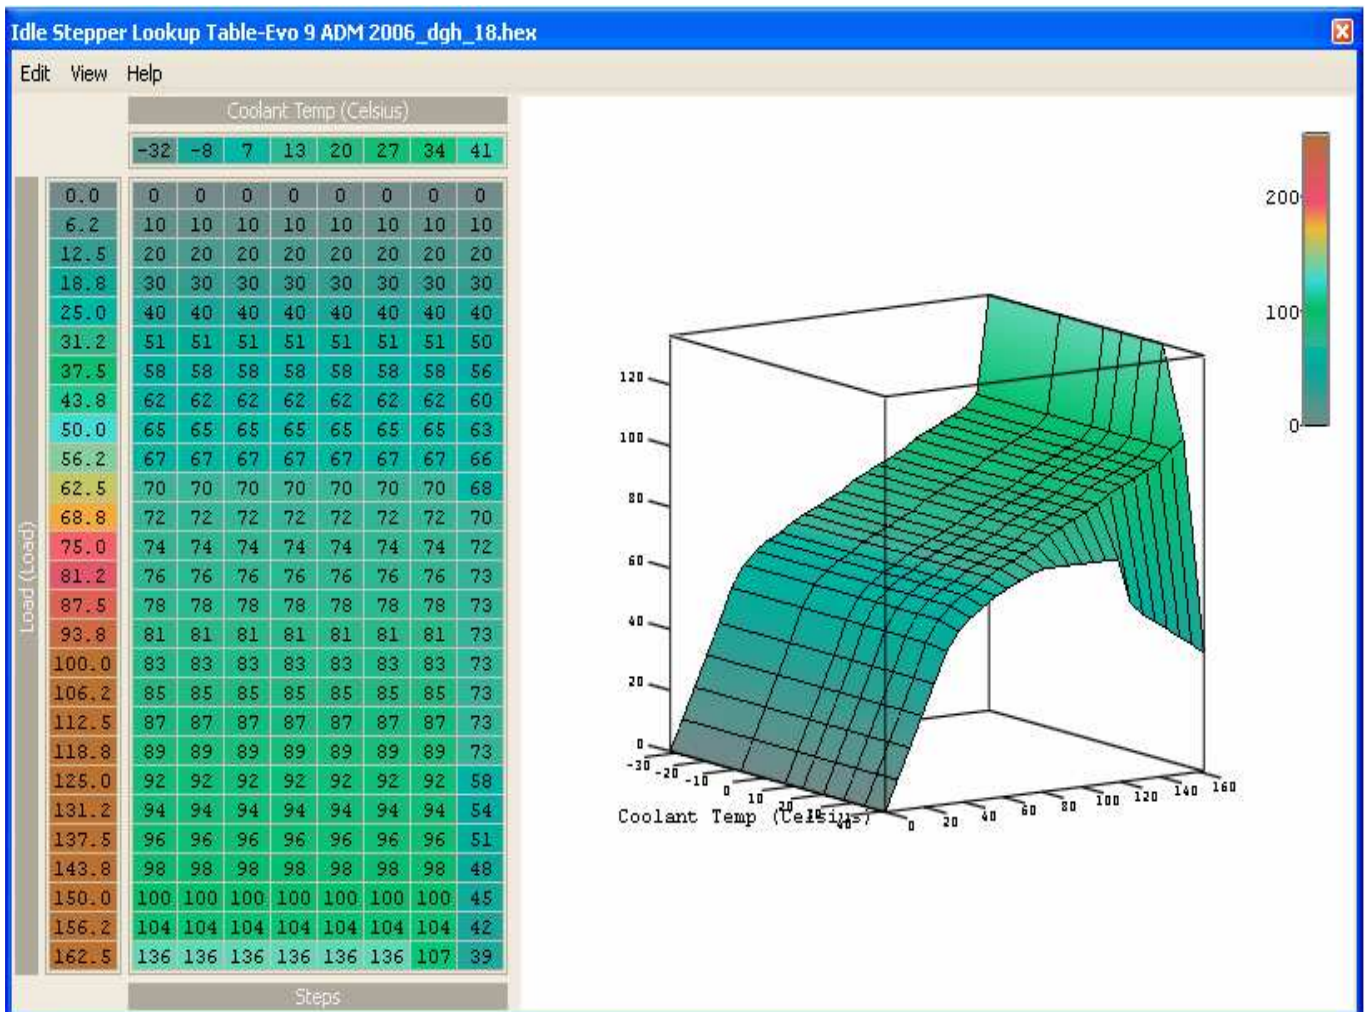 Idle Stepper Lookup Table-Evo 9 ADM 2006_dgh_18.hex
Edit View Help
Coolant Temp (Celsius)
-32 -8 7 13 20 27 34 41
Load (Load)
0.0 0 0 0 0 0 0 0 0
6.2 10 10 10 10 10 10 10 10
12.5 20 20 20 20 20 20 20 20
18.8 30 30 30 30 30 30 30 30
25.0 40 40 40 40 40 40 40 40
31.2 51 51 51 51 51 51 51 50
37.5 58 58 58 58 58 58 58 56
43.8 62 62 62 62 62 62 62 60
50.0 65 65 65 65 65 65 65 63
56.2 67 67 67 67 67 67 67 66
62.5 70 70 70 70 70 70 70 68
68.8 72 72 72 72 72 72 72 70
75.0 74 74 74 74 74 74 74 72
81.2 76 76 76 76 76 76 76 73
87.5 78 78 78 78 78 78 78 73
93.8 81 81 81 81 81 81 81 73
100.0 83 83 83 83 83 83 83 73
106.2 85 85 85 85 85 85 85 73
112.5 87 87 87 87 87 87 87 73
118.8 89 89 89 89 89 89 89 73
125.0 92 92 92 92 92 92 92 58
131.2 94 94 94 94 94 94 94 54
137.5 96 96 96 96 96 96 96 51
143.8 98 98 98 98 98 98 98 48
150.0 100 100 100 100 100 100 100 45
156.2 104 104 104 104 104 104 104 42
162.5 136 136 136 136 136 136 107 39
Steps
200
100
0
120
100
80
60
40
20
0
-30 -20 -10 0 10 20
0 20 40 60 80 100 120 140 160
Coolant Temp (Celsius)